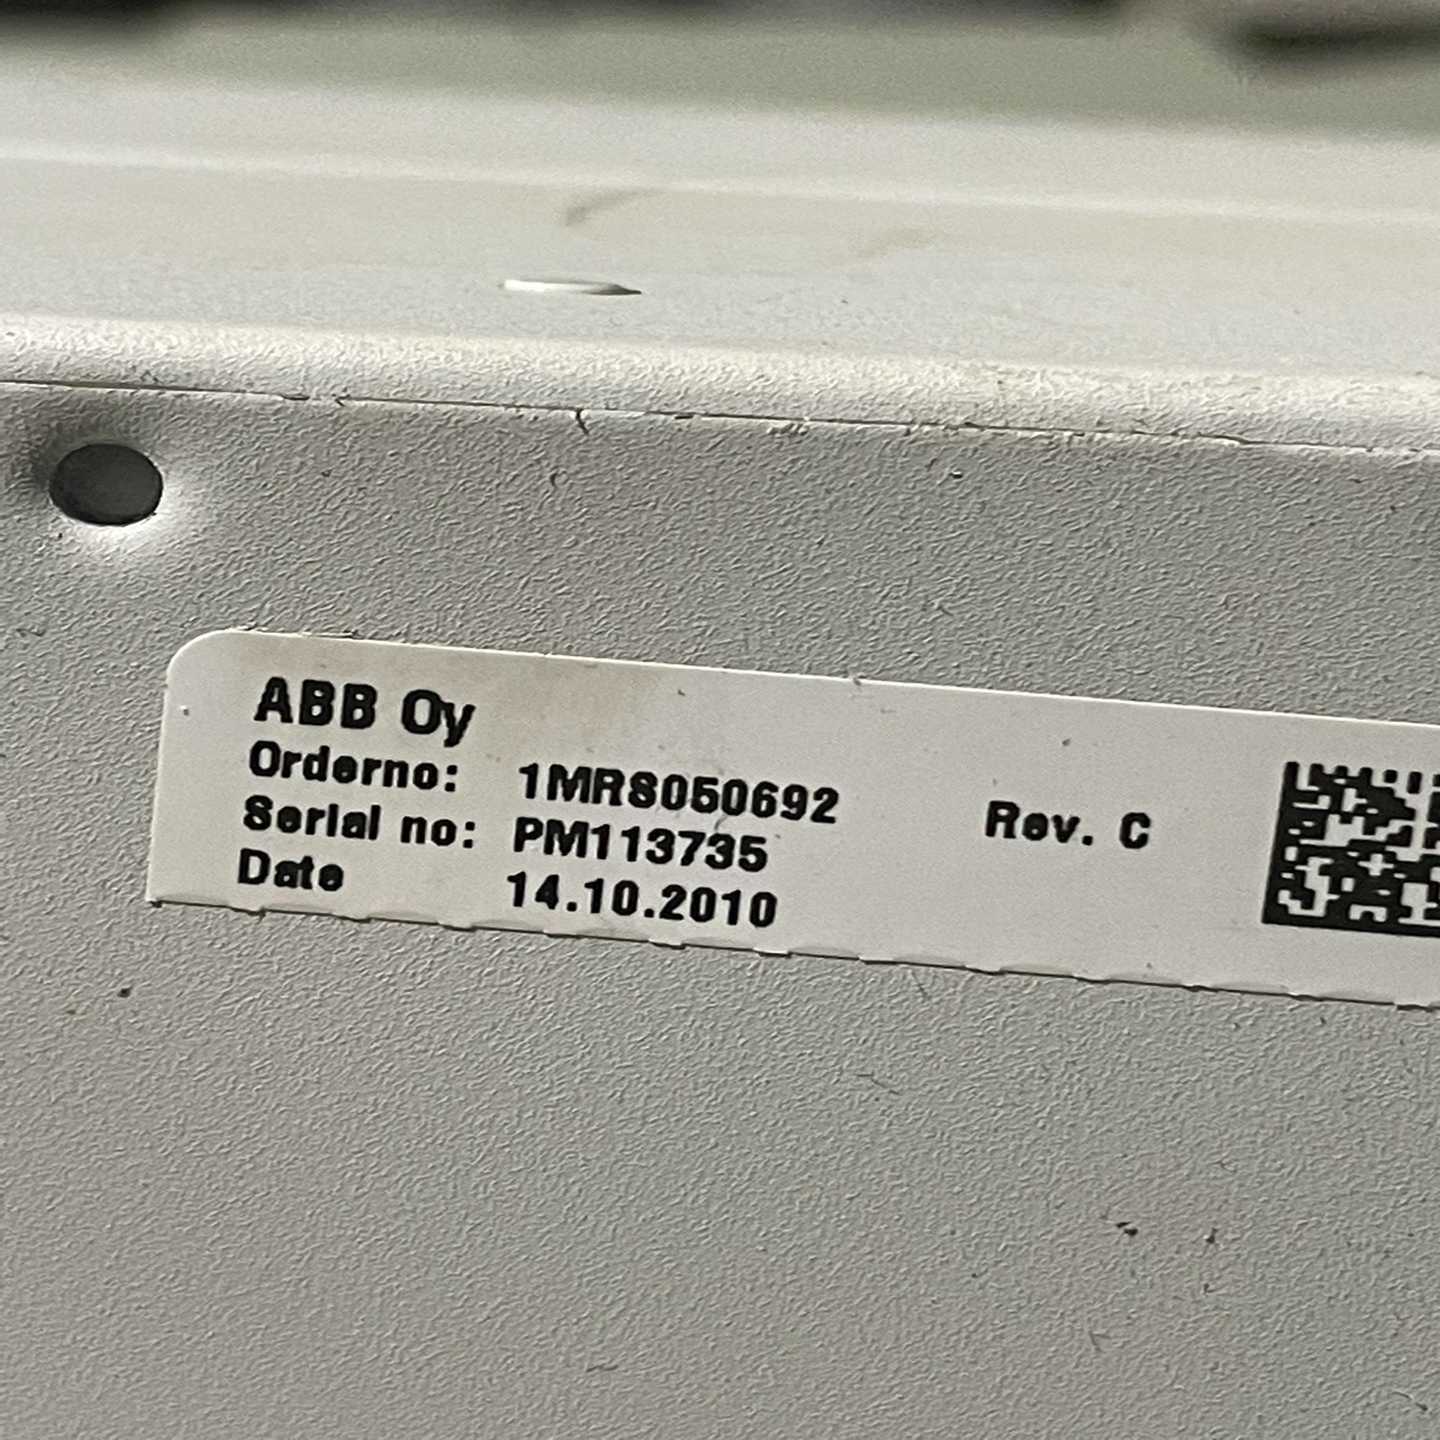 ABB Oy
Orderno: 1MRS050692 Rev. C
Serial no: PM113735
Date 14.10.2010